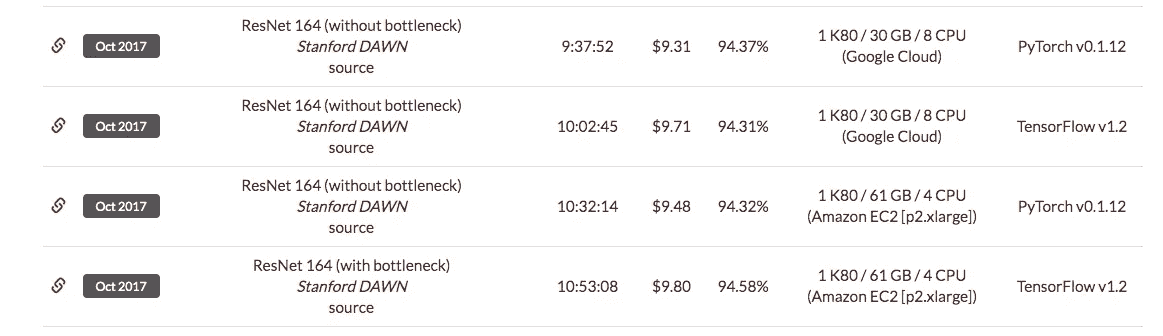 Oct 2017 ResNet 164 (without bottleneck) Stanford DAWN source 9:37:52 $9.31 94.37% 1 K80 / 30 GB / 8 CPU (Google Cloud) PyTorch v0.1.12
Oct 2017 ResNet 164 (without bottleneck) Stanford DAWN source 10:02:45 $9.71 94.31% 1 K80 / 30 GB / 8 CPU (Google Cloud) TensorFlow v1.2
Oct 2017 ResNet 164 (without bottleneck) Stanford DAWN source 10:32:14 $9.48 94.32% 1 K80 / 61 GB / 4 CPU (Amazon EC2 [p2.xlarge]) PyTorch v0.1.12
Oct 2017 ResNet 164 (with bottleneck) Stanford DAWN source 10:53:08 $9.80 94.58% 1 K80 / 61 GB / 4 CPU (Amazon EC2 [p2.xlarge]) TensorFlow v1.2